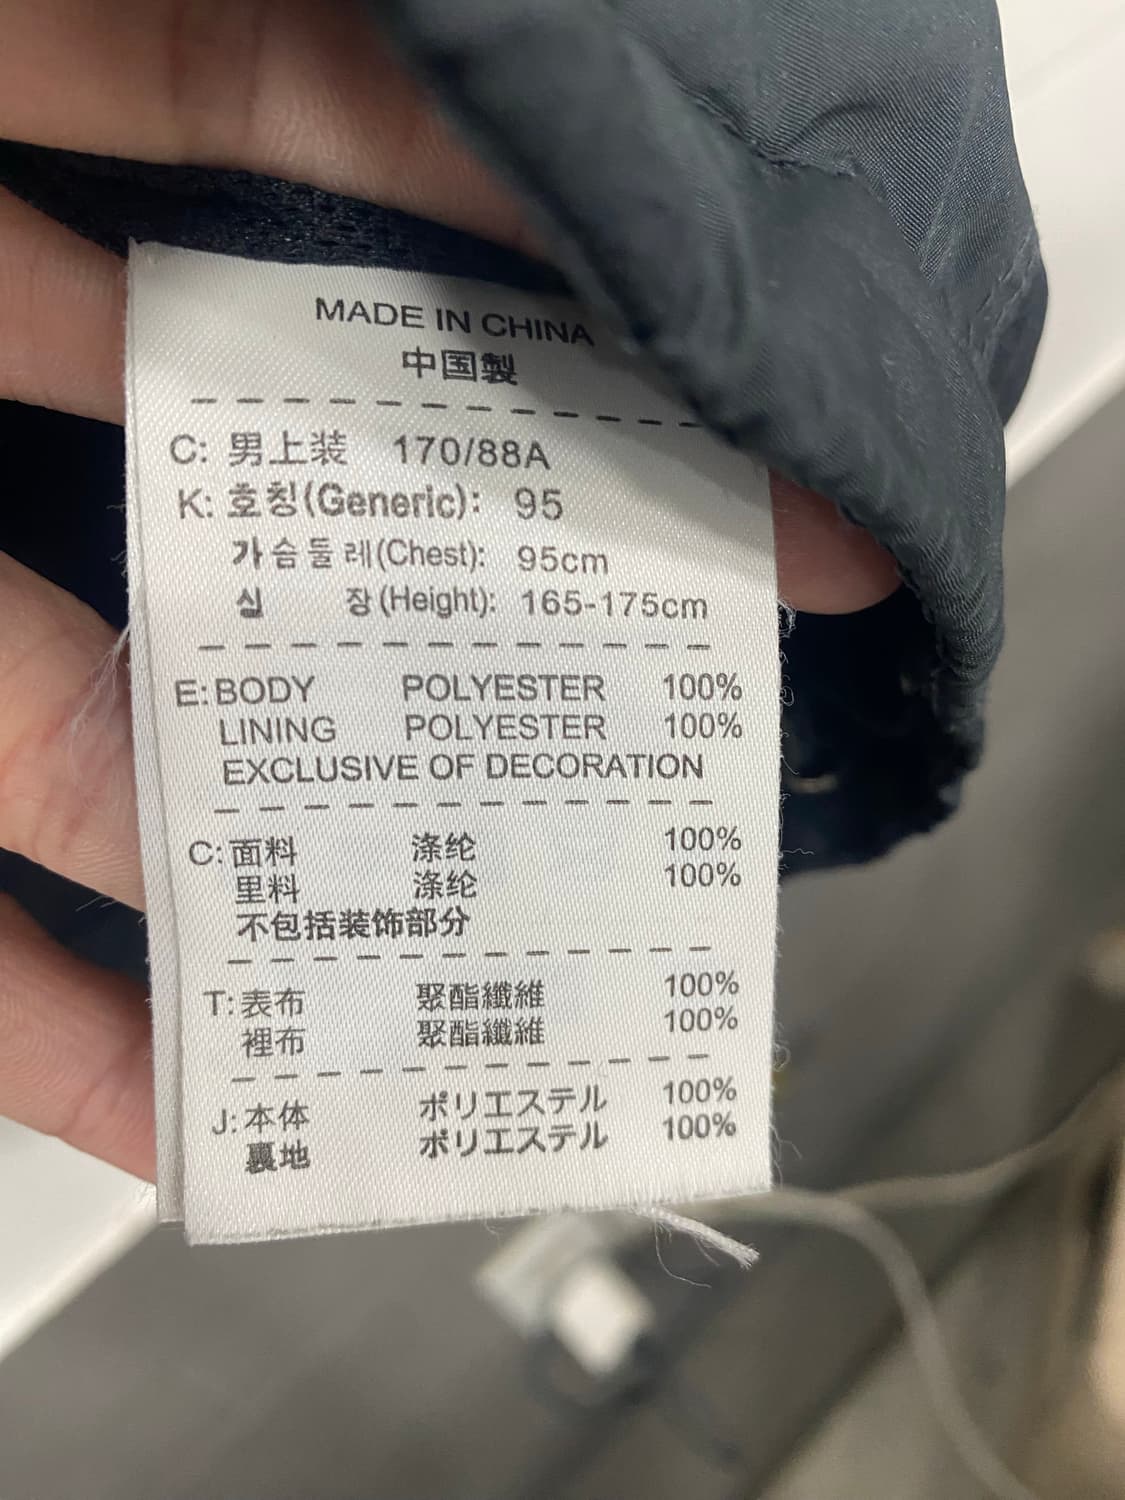 MADE IN CHINA
中国製
C: 男上装 170/88A
K: 호칭(Generic): 95
가슴둘레(Chest): 95cm
신 장(Height): 165-175cm
E: BODY POLYESTER 100%
LINING POLYESTER 100%
EXCLUSIVE OF DECORATION
C: 面料 涤纶 100%
里料 涤纶 100%
不包括装饰部分
T: 表布 聚酯纖維 100%
裡布 聚酯纖維 100%
J: 本体 ポリエステル 100%
裏地 ポリエステル 100%